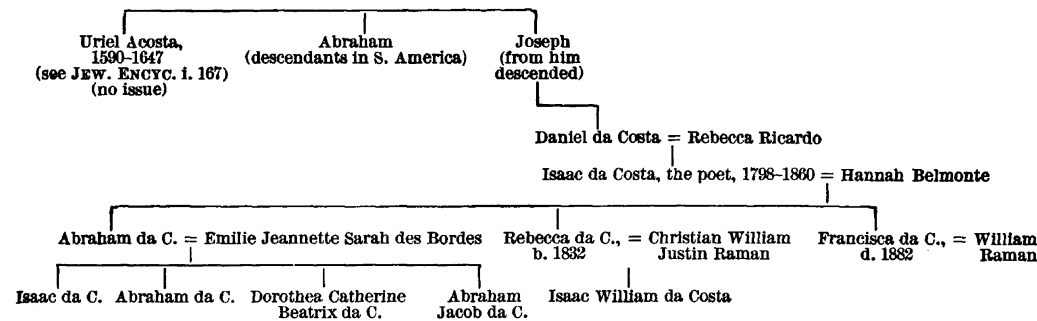 Uriel Acosta,
1590–1647
(see JEW. ENCYC. i. 167)
(no issue)
Abraham
(descendants in S. America)
Joseph
(from him
descended)
Daniel da Costa = Rebecca Ricardo
Isaac da Costa, the poet, 1798–1860 = Hannah Belmonte
Abraham da C. = Emilie Jeannette Sarah des Bordes
Rebecca da C., = Christian William
b. 1832 Justin Raman
Francisca da C., = William
d. 1882 Raman
Isaac da C.
Abraham da C.
Dorothea Catherine
Beatrix da C.
Abraham
Jacob da C.
Isaac William da Costa